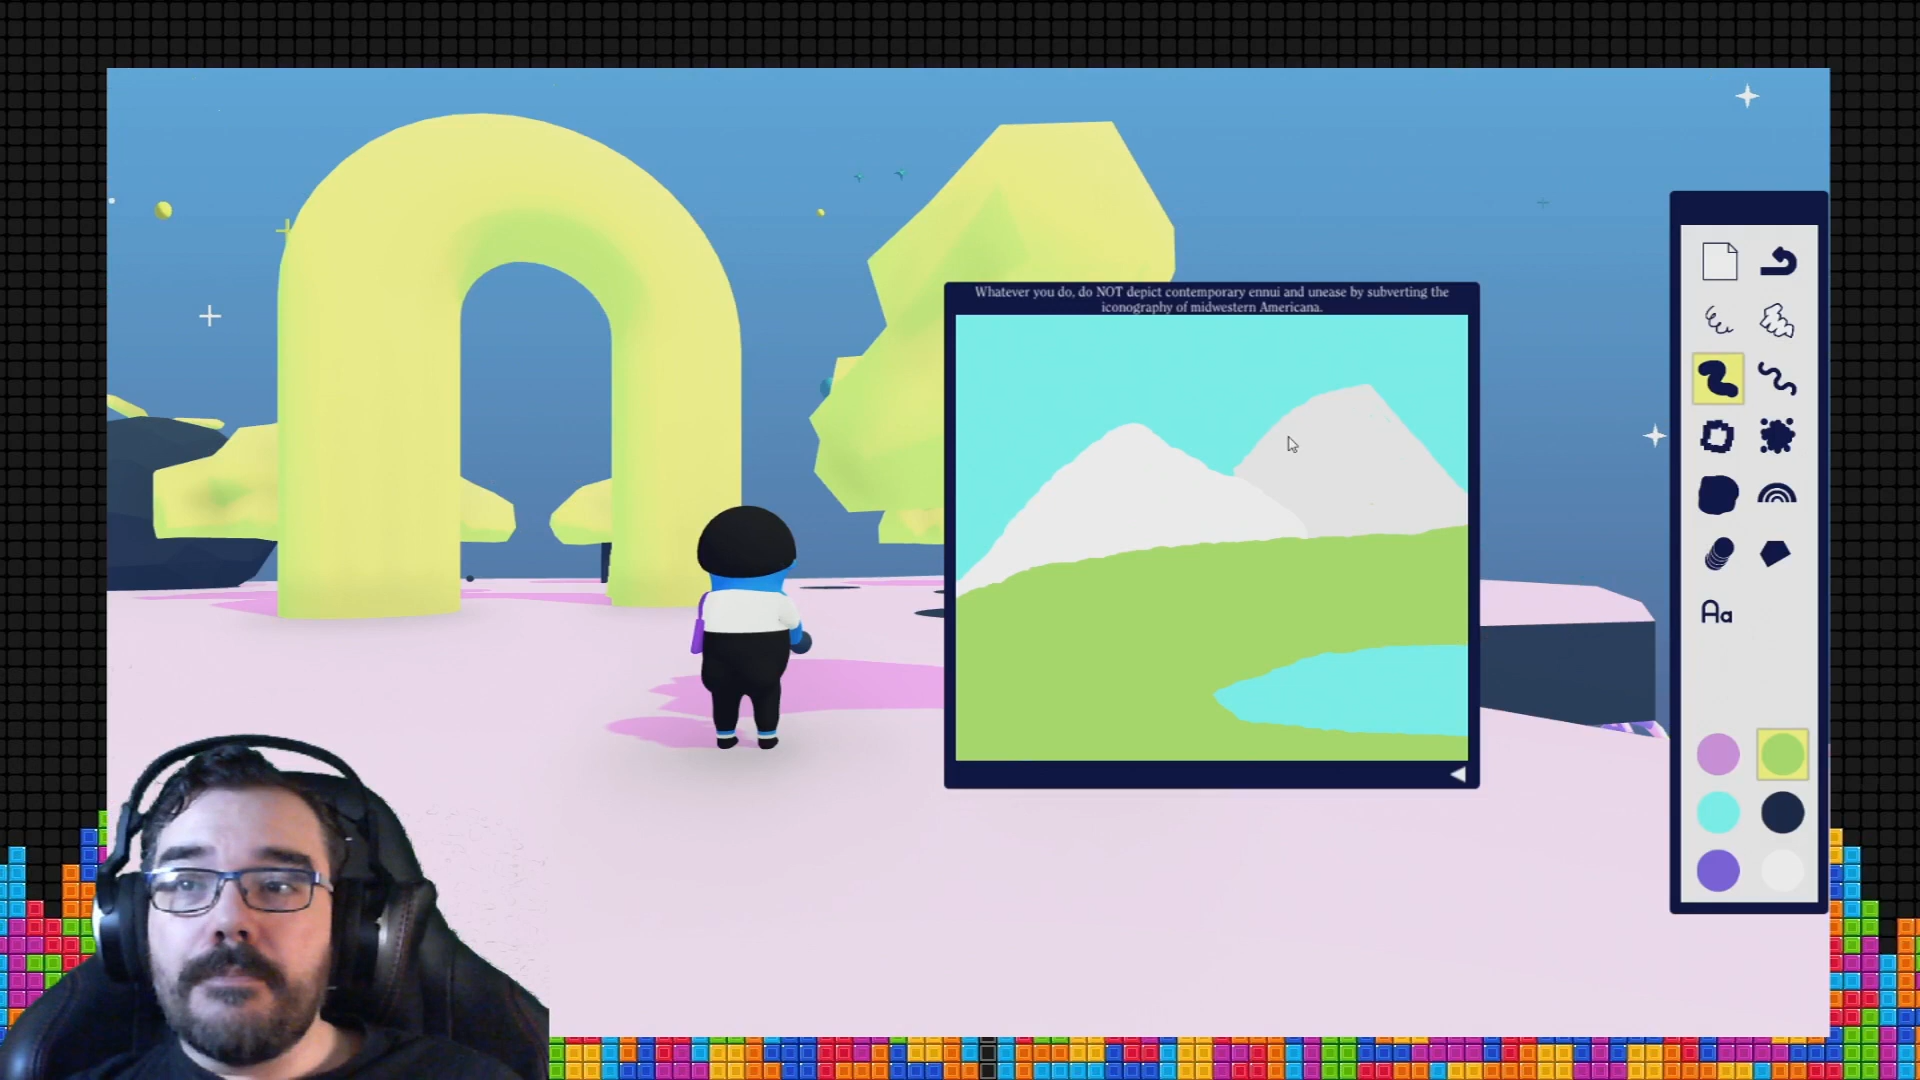 Whatever you do, do NOT depict contemporary ennui and unease by subverting the
iconography of midwestern Americana.
Aa